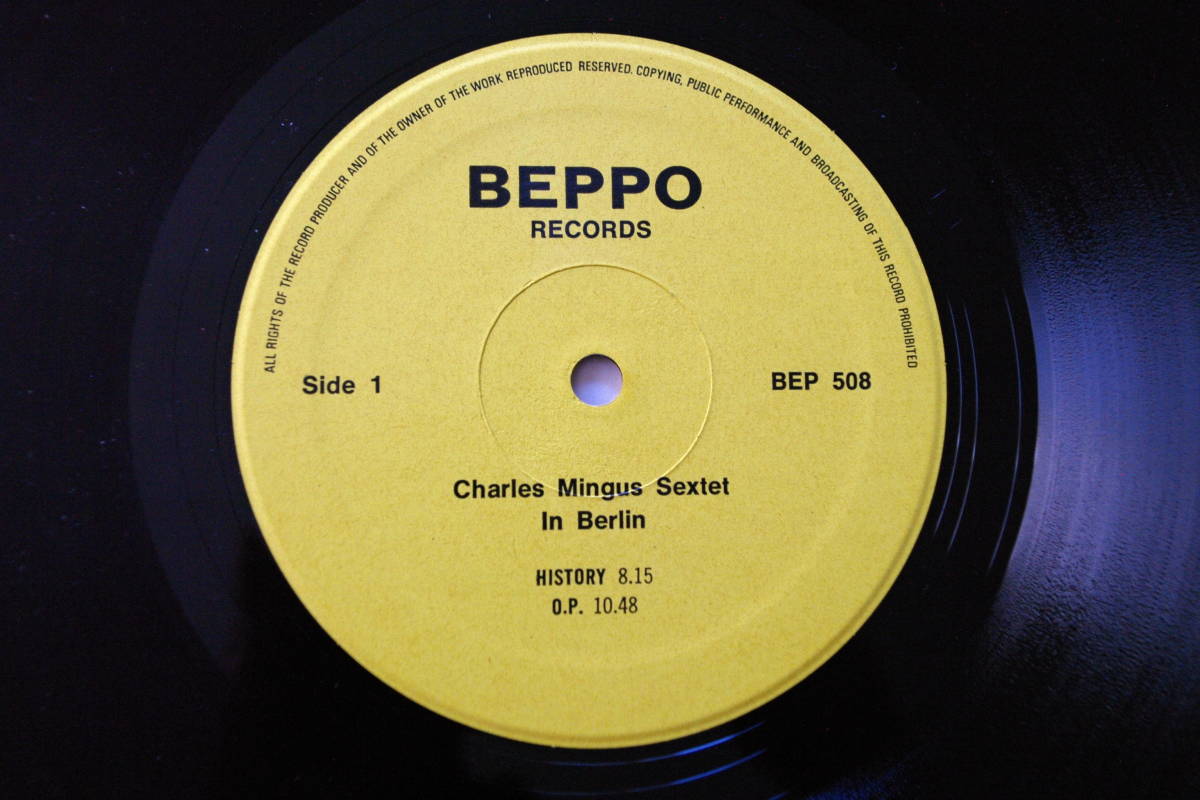 ALL RIGHTS OF THE RECORD PRODUCER AND OF THE OWNER OF THE WORK REPRODUCED RESERVED. COPYING, PUBLIC PERFORMANCE AND BROADCASTING OF THIS RECORD PROHIBITED
BEPPO
RECORDS
Side 1
BEP 508
Charles Mingus Sextet
In Berlin
HISTORY 8.15
O.P. 10.48